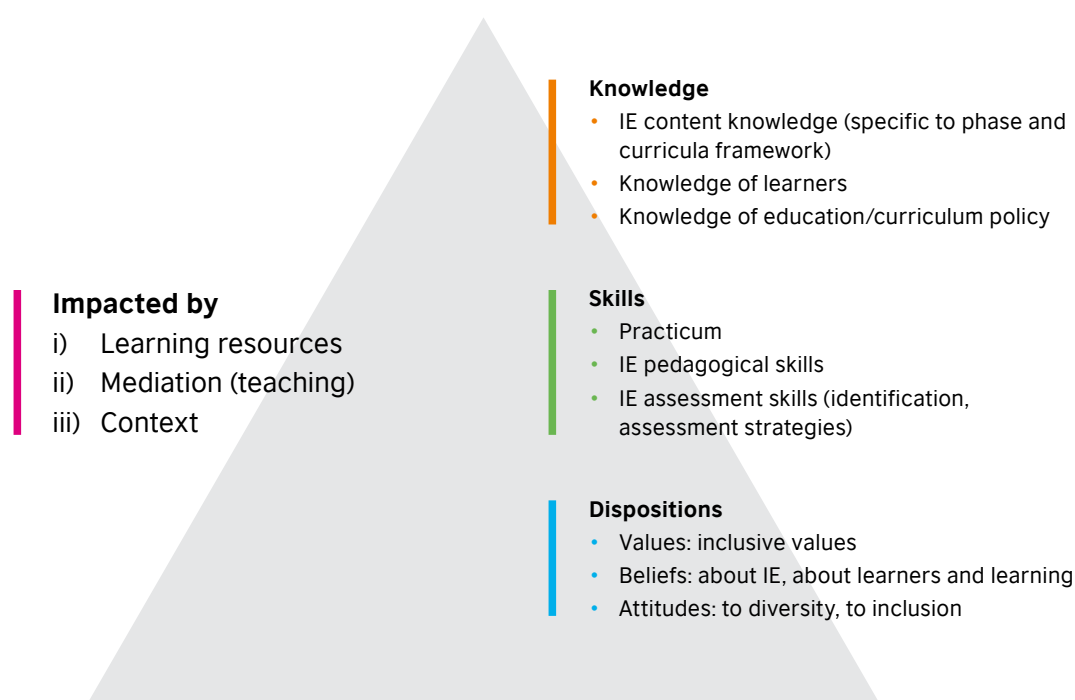 Knowledge
• IE content knowledge (specific to phase and
curricula framework)
• Knowledge of learners
• Knowledge of education/curriculum policy
Impacted by
i) Learning resources
ii) Mediation (teaching)
iii) Context
Skills
• Practicum
• IE pedagogical skills
• IE assessment skills (identification,
assessment strategies)
Dispositions
• Values: inclusive values
• Beliefs: about IE, about learners and learning
• Attitudes: to diversity, to inclusion